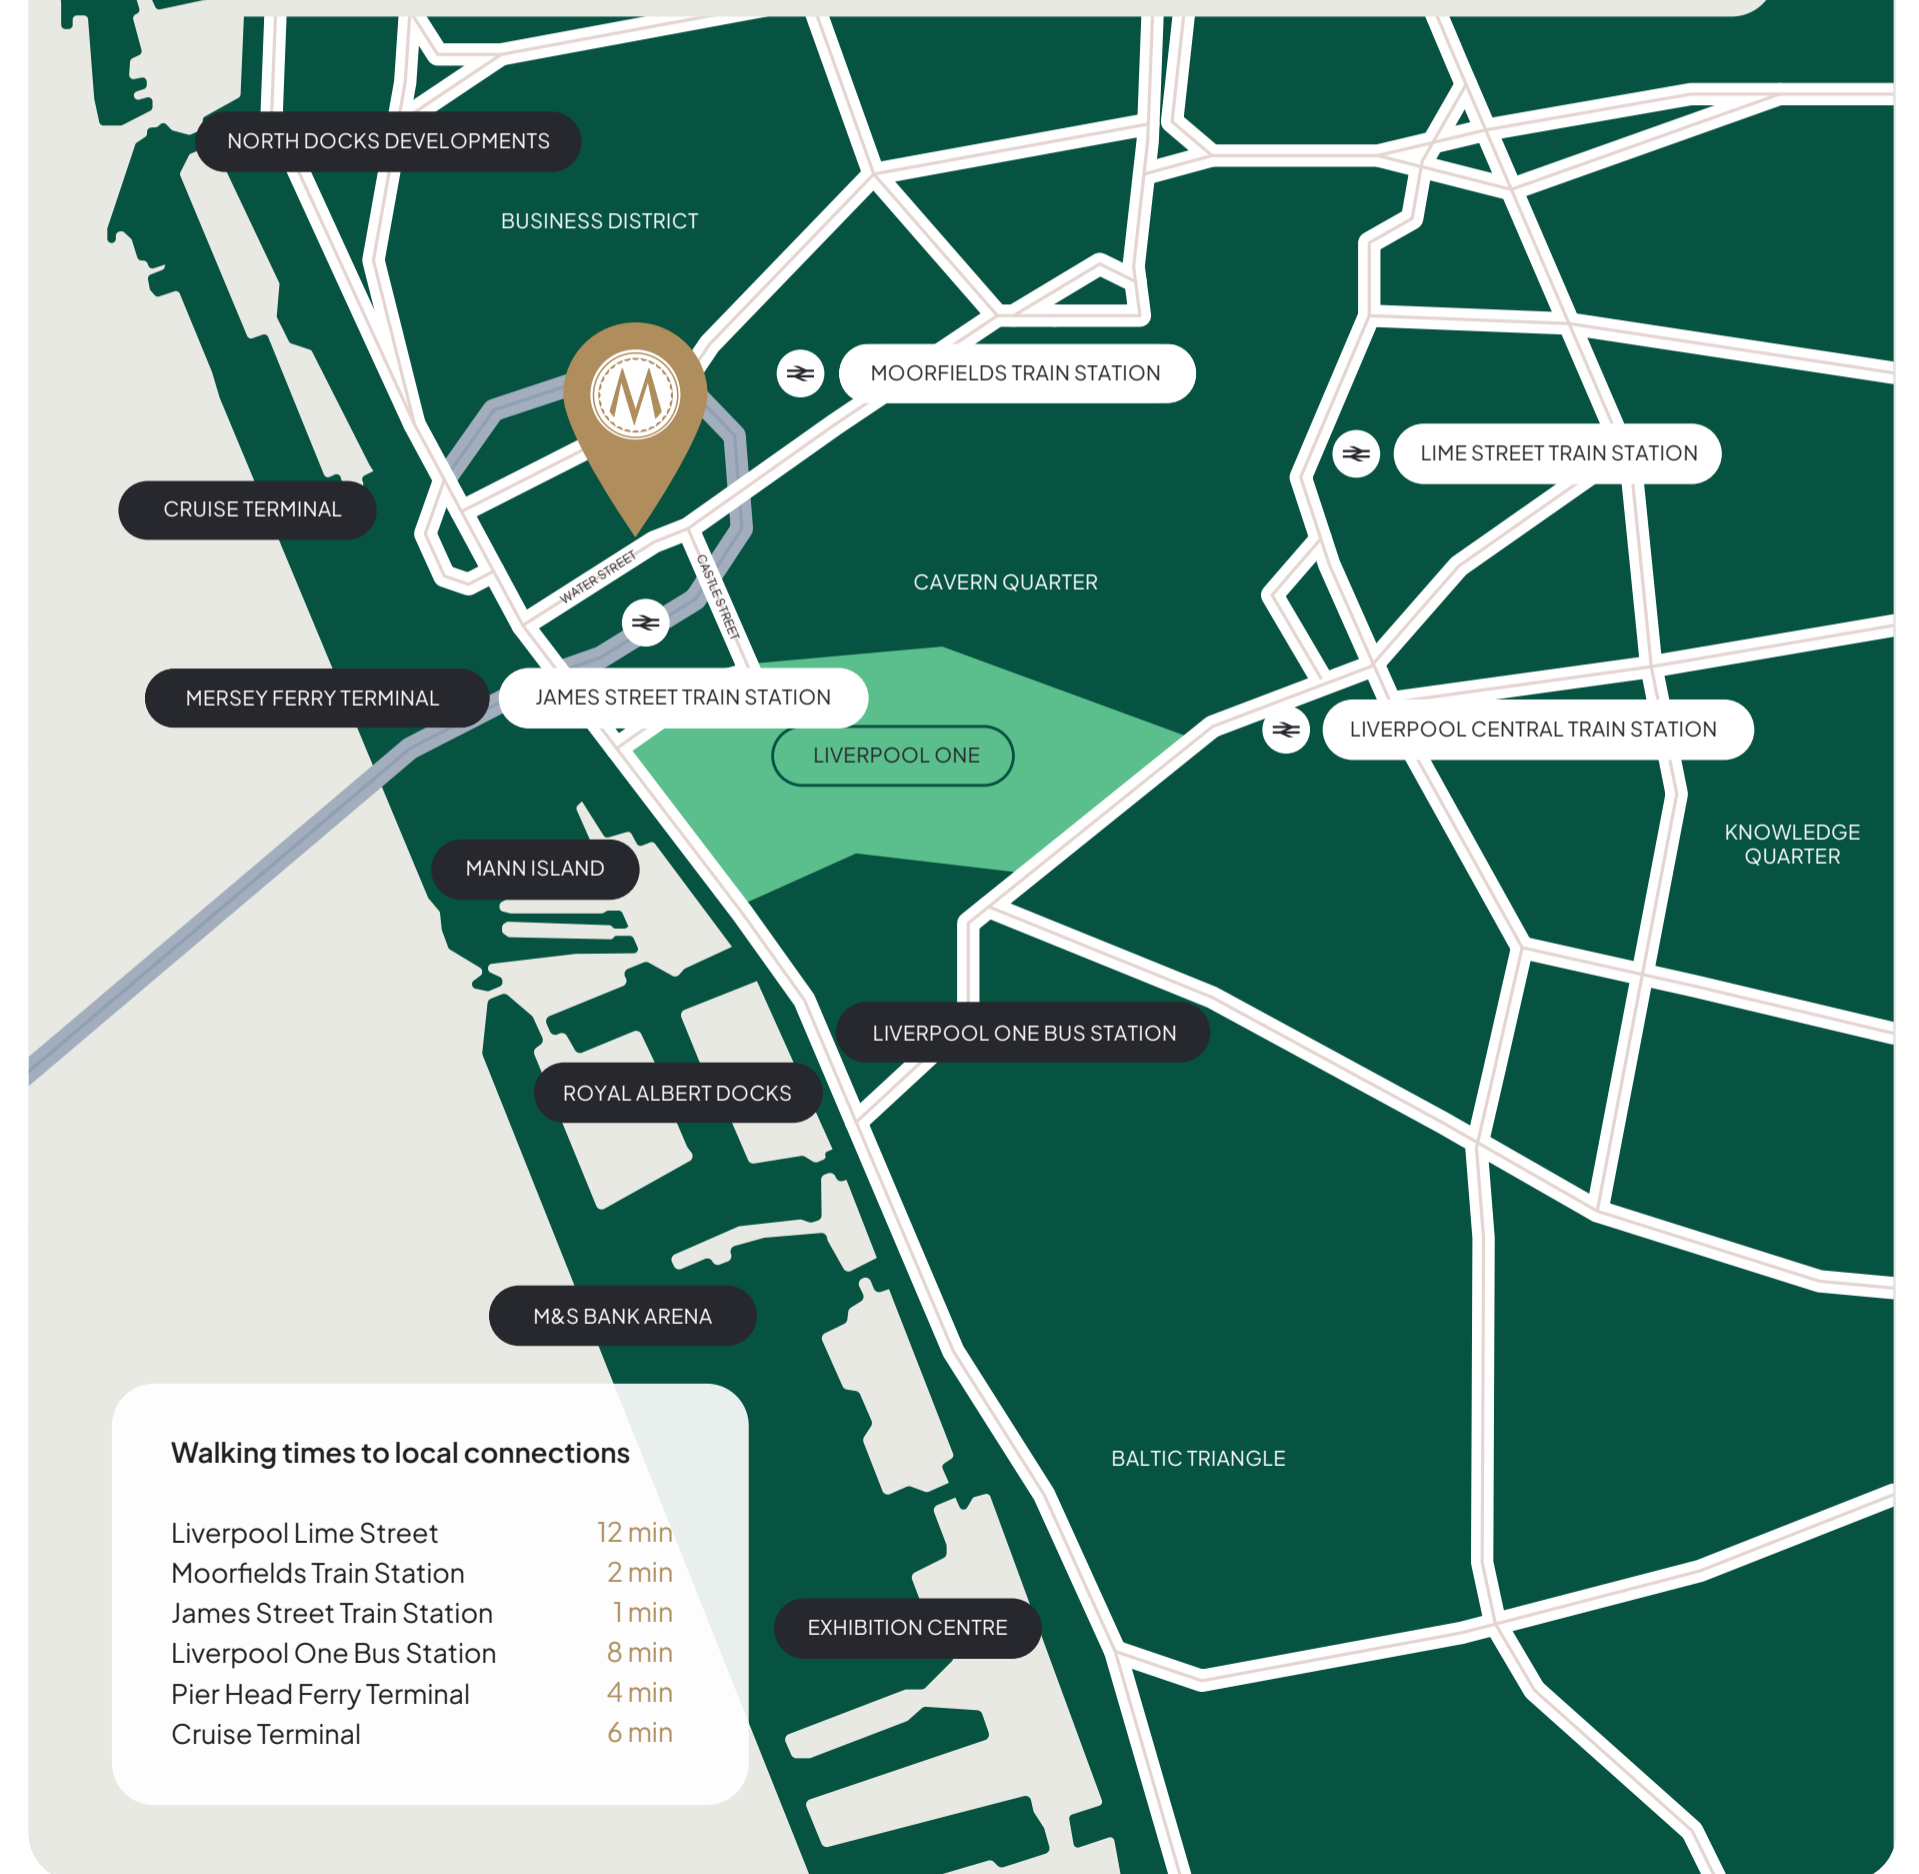 NORTH DOCKS DEVELOPMENTS
BUSINESS DISTRICT
M
MOORFIELDS TRAIN STATION
LIME STREET TRAIN STATION
CRUISE TERMINAL
WATER STREET
CASTLE STREET
CAVERN QUARTER
MERSEY FERRY TERMINAL
JAMES STREET TRAIN STATION
LIVERPOOL ONE
LIVERPOOL CENTRAL TRAIN STATION
KNOWLEDGE
QUARTER
MANN ISLAND
LIVERPOOL ONE BUS STATION
ROYAL ALBERT DOCKS
M&S BANK ARENA
BALTIC TRIANGLE
EXHIBITION CENTRE
Walking times to local connections
Liverpool Lime Street 12 min
Moorfields Train Station 2 min
James Street Train Station 1 min
Liverpool One Bus Station 8 min
Pier Head Ferry Terminal 4 min
Cruise Terminal 6 min